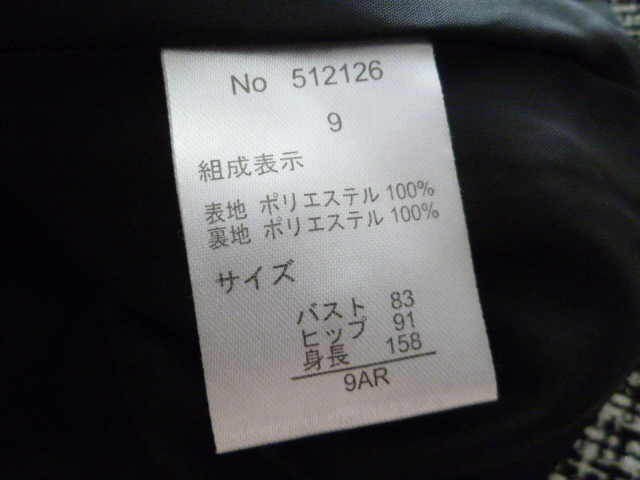 No 512126
9
組成表示
表地 ポリエステル 100%
裏地 ポリエステル 100%
サイズ
バスト 83
ヒップ 91
身長 158
9AR